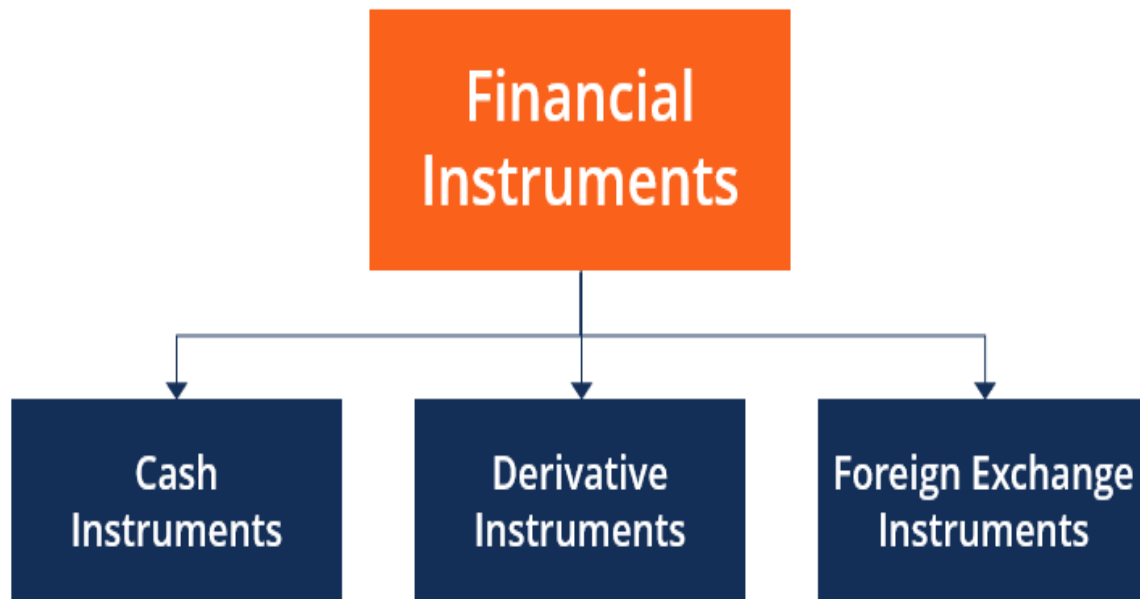 Financial
Instruments
Cash
Instruments
Derivative
Instruments
Foreign Exchange
Instruments